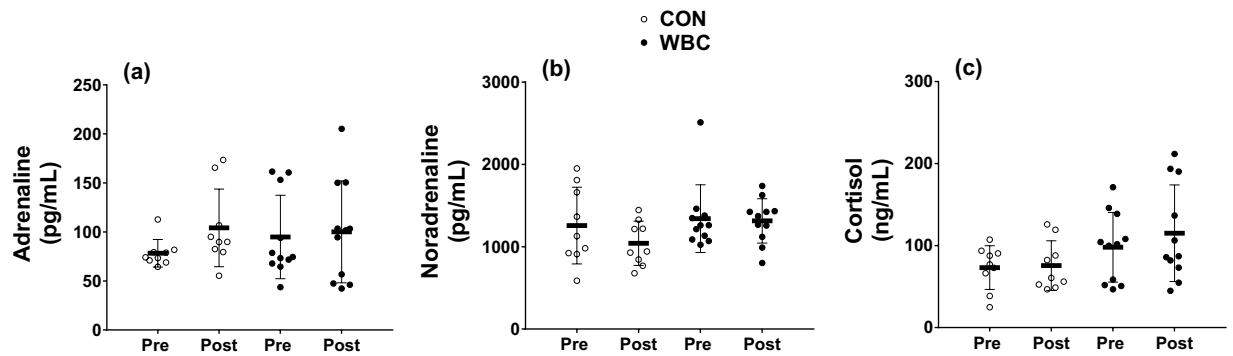 CON
WBC
(a)
250
200
150
100
50
0
Adrenaline
(pg/mL)
Pre Post Pre Post
(b)
3000
2000
1000
0
Noradrenaline
(pg/mL)
Pre Post Pre Post
(c)
300
200
100
0
Cortisol
(ng/mL)
Pre Post Pre Post